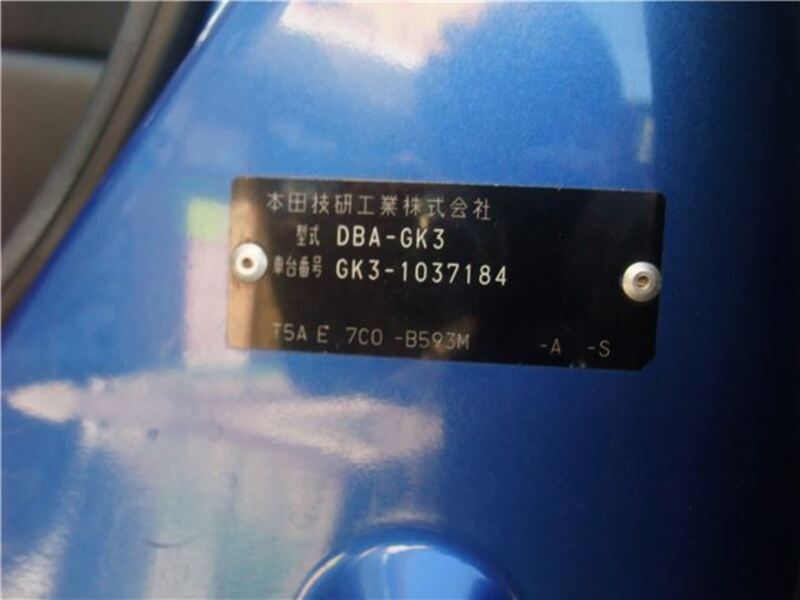 本田技研工業株式会社
型式 DBA-GK3
車台番号 GK3-1037184
T5A E 7C0 -B593M -A -S